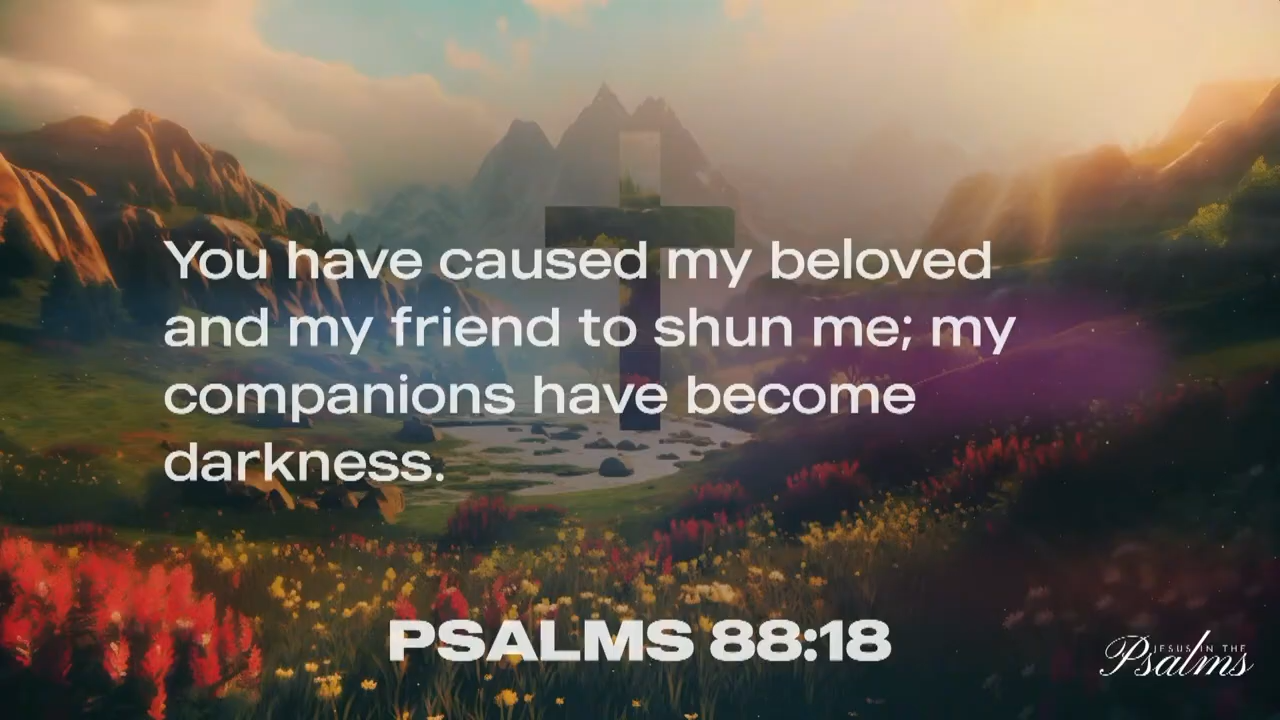 You have caused my beloved
and my friend to shun me; my
companions have become
darkness.
PSALMS 88:18
JESUS IN THE
Psalms